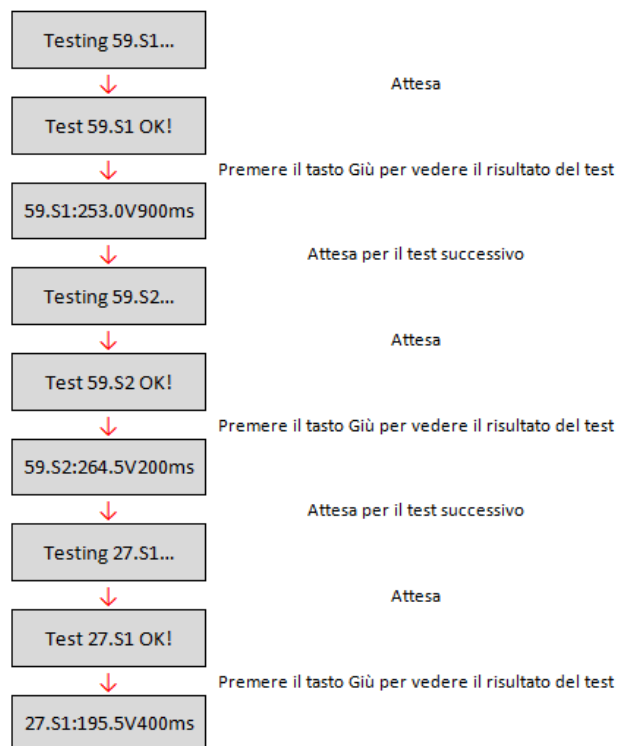 Testing 59.S1...
Attesa
Test 59.S1 OK!
Premere il tasto Giù per vedere il risultato del test
59.S1:253.0V900ms
Attesa per il test successivo
Testing 59.S2...
Attesa
Test 59.S2 OK!
Premere il tasto Giù per vedere il risultato del test
59.S2:264.5V200ms
Attesa per il test successivo
Testing 27.S1...
Attesa
Test 27.S1 OK!
Premere il tasto Giù per vedere il risultato del test
27.S1:195.5V400ms